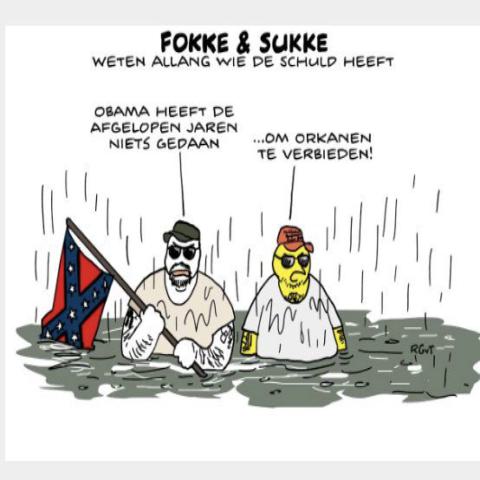 FOKKE & SUKKE
WETEN ALLANG WIE DE SCHULD HEEFT
OBAMA HEEFT DE
AFGELOPEN JAREN
NIETS GEDAAN
...OM ORKANEN
TE VERBIEDEN!
RGvT